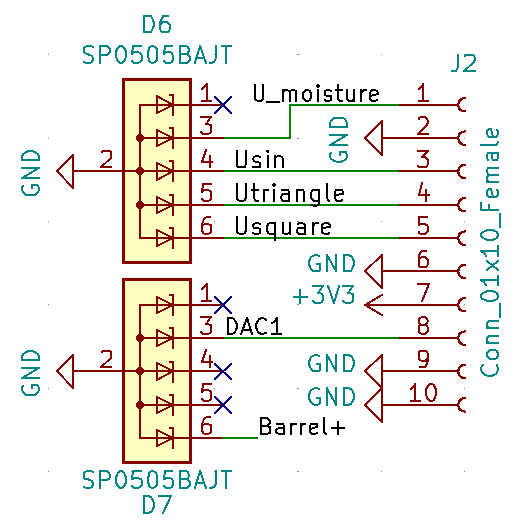 D6
SP0505BAJT
J2
1 U_moisture 1
3 GND 2
GND 2 4 Usin 3
5 Utriangle 4
6 Usquare 5
GND 6
1 +3V3 7
3 DAC1 8
GND 2 4 GND 9
5 GND 10
6 Barrel+
Conn_01x10_Female
SP0505BAJT
D7